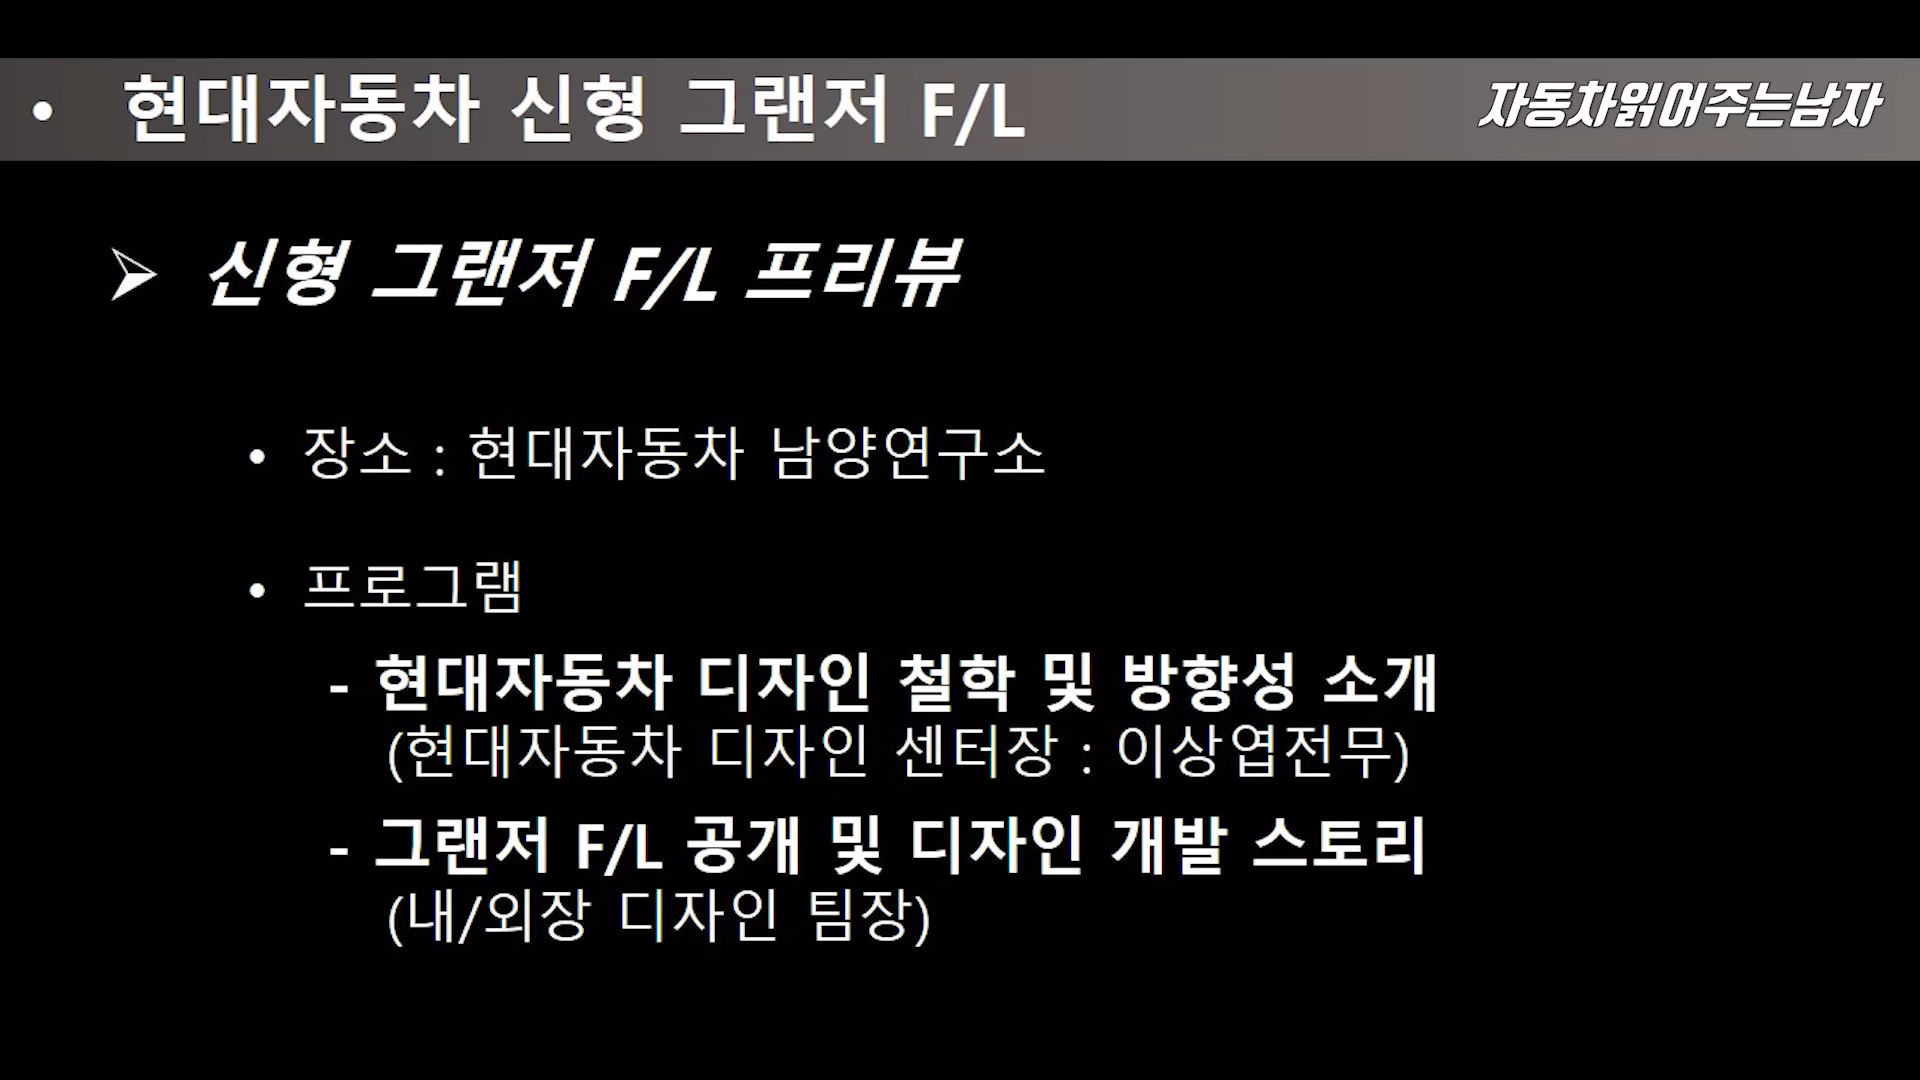 • 현대자동차 신형 그랜저 F/L
자동차읽어주는남자
➢ 신형 그랜저 F/L 프리뷰
• 장소 : 현대자동차 남양연구소
• 프로그램
- 현대자동차 디자인 철학 및 방향성 소개
(현대자동차 디자인 센터장 : 이상엽전무)
- 그랜저 F/L 공개 및 디자인 개발 스토리
(내/외장 디자인 팀장)